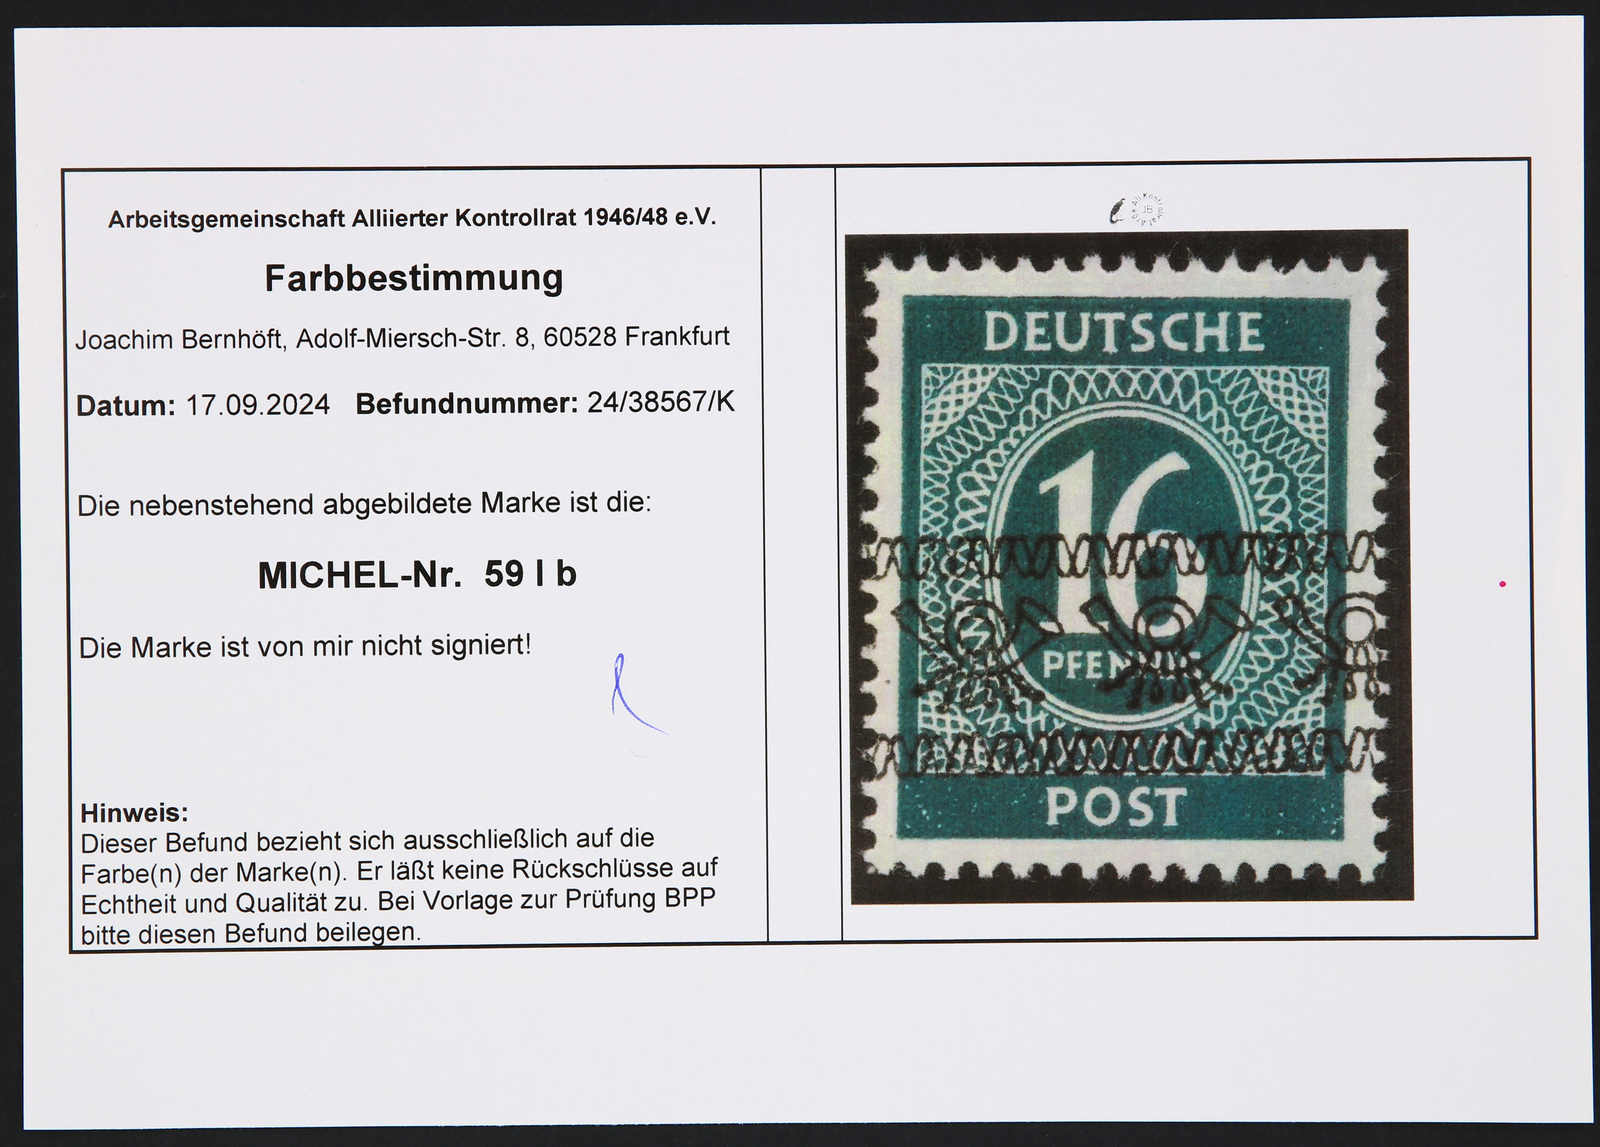 Arbeitsgemeinschaft Alliierter Kontrollrat 1946/48 e.V.
Farbbestimmung
Joachim Bernhöft, Adolf-Miersch-Str. 8, 60528 Frankfurt
Datum: 17.09.2024 Befundnummer: 24/38567/K
Die nebenstehend abgebildete Marke ist die:
MICHEL-Nr. 59 I b
Die Marke ist von mir nicht signiert!
Hinweis:
Dieser Befund bezieht sich ausschließlich auf die
Farbe(n) der Marke(n). Er läßt keine Rückschlüsse auf
Echtheit und Qualität zu. Bei Vorlage zur Prüfung BPP
bitte diesen Befund beilegen.
DEUTSCHE
16
PFENNIG
POST